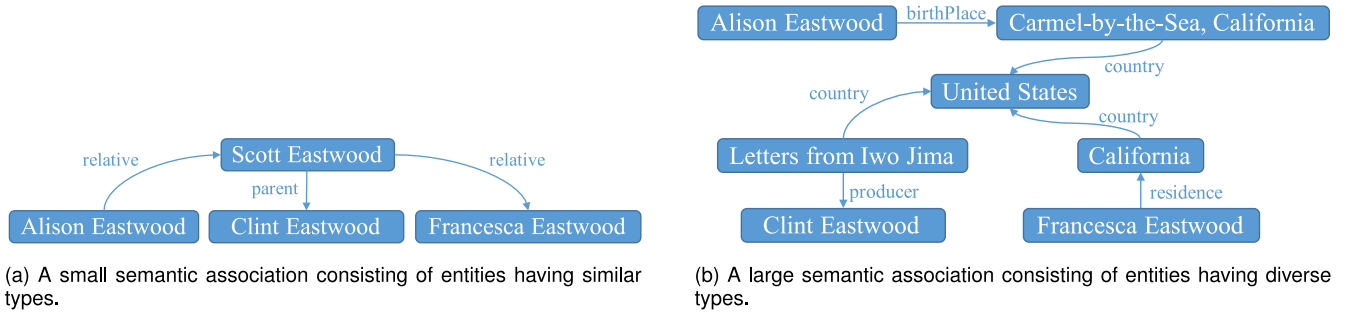 relative
Scott Eastwood
relative
parent
Alison Eastwood
Clint Eastwood
Francesca Eastwood
(a) A small semantic association consisting of entities having similar
types.
Alison Eastwood
birthPlace
Carmel-by-the-Sea, California
country
United States
country
country
Letters from Iwo Jima
California
producer
residence
Clint Eastwood
Francesca Eastwood
(b) A large semantic association consisting of entities having diverse
types.